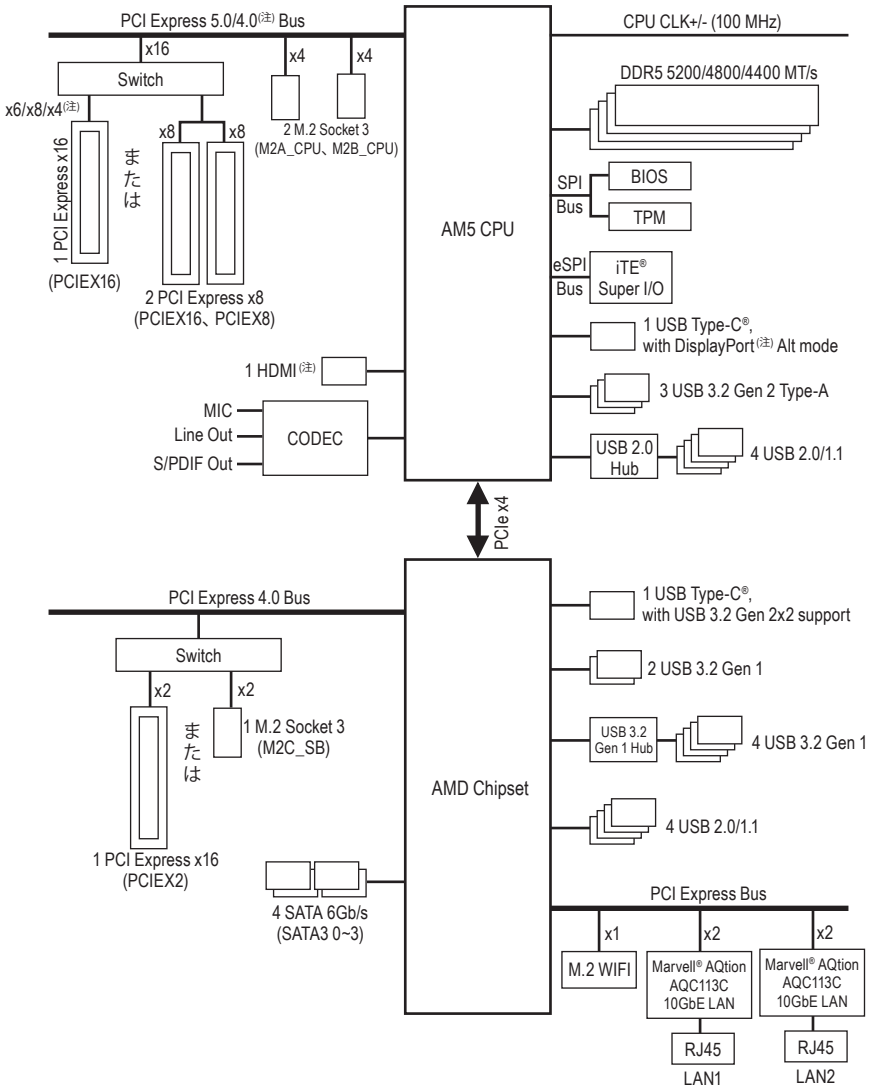 PCI Express 5.0/4.0(注) Bus
CPU CLK+/- (100 MHz)
x16
x4
x4
Switch
DDR5 5200/4800/4400 MT/s
x6/x8/x4(注)
x8
x8
2 M.2 Socket 3
(M2A_CPU、M2B_CPU)
1 PCI Express x16
または
(PCIEX16)
2 PCI Express x8
(PCIEX16、PCIEX8)
AM5 CPU
SPI
Bus
BIOS
TPM
eSPI
Bus
iTE®
Super I/O
1 USB Type-C®,
with DisplayPort(注) Alt mode
1 HDMI(注)
3 USB 3.2 Gen 2 Type-A
MIC
Line Out
S/PDIF Out
CODEC
USB 2.0
Hub
4 USB 2.0/1.1
PCIe x4
PCI Express 4.0 Bus
Switch
x2
x2
または
1 M.2 Socket 3
(M2C_SB)
1 PCI Express x16
(PCIEX2)
AMD Chipset
1 USB Type-C®,
with USB 3.2 Gen 2x2 support
2 USB 3.2 Gen 1
USB 3.2
Gen 1 Hub
4 USB 3.2 Gen 1
4 USB 2.0/1.1
4 SATA 6Gb/s
(SATA3 0~3)
PCI Express Bus
x1
x2
x2
M.2 WIFI
Marvell® AQtion
AQC113C
10GbE LAN
Marvell® AQtion
AQC113C
10GbE LAN
RJ45
RJ45
LAN1
LAN2